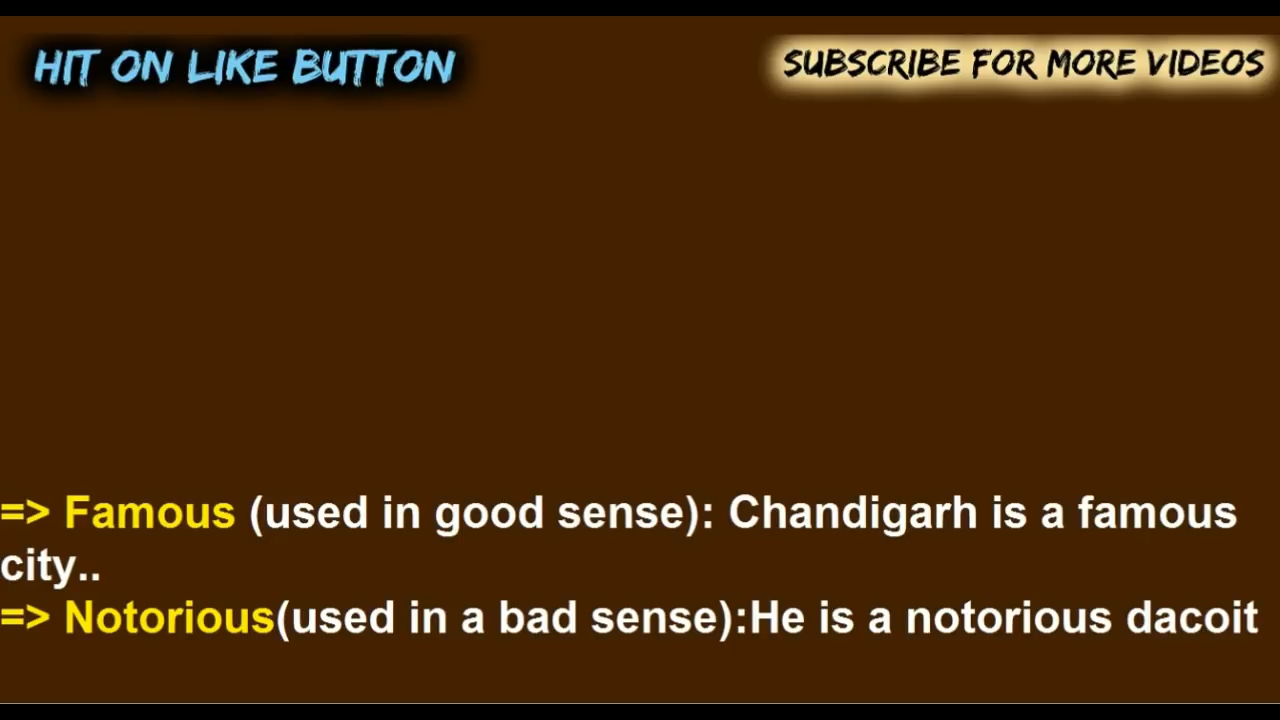 HIT ON LIKE BUTTON
SUBSCRIBE FOR MORE VIDEOS
=> Famous (used in good sense): Chandigarh is a famous
city..
=> Notorious(used in a bad sense):He is a notorious dacoit